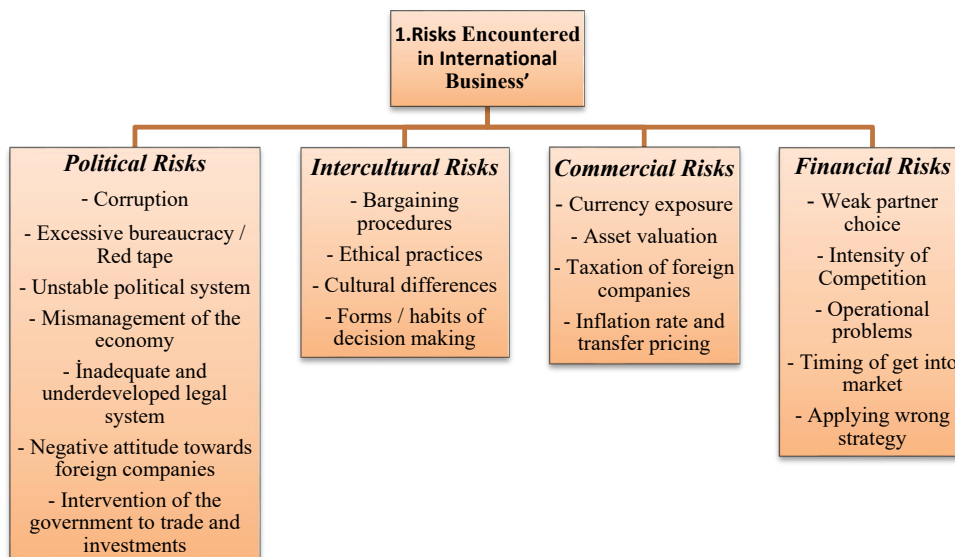 1.Risks Encountered
in International
Business’
Political Risks
- Corruption
- Excessive bureaucracy /
Red tape
- Unstable political system
- Mismanagement of the
economy
- İnadequate and
underdeveloped legal
system
- Negative attitude towards
foreign companies
- Intervention of the
government to trade and
investments
Intercultural Risks
- Bargaining
procedures
- Ethical practices
- Cultural differences
- Forms / habits of
decision making
Commercial Risks
- Currency exposure
- Asset valuation
- Taxation of foreign
companies
- Inflation rate and
transfer pricing
Financial Risks
- Weak partner
choice
- Intensity of
Competition
- Operational
problems
- Timing of get into
market
- Applying wrong
strategy